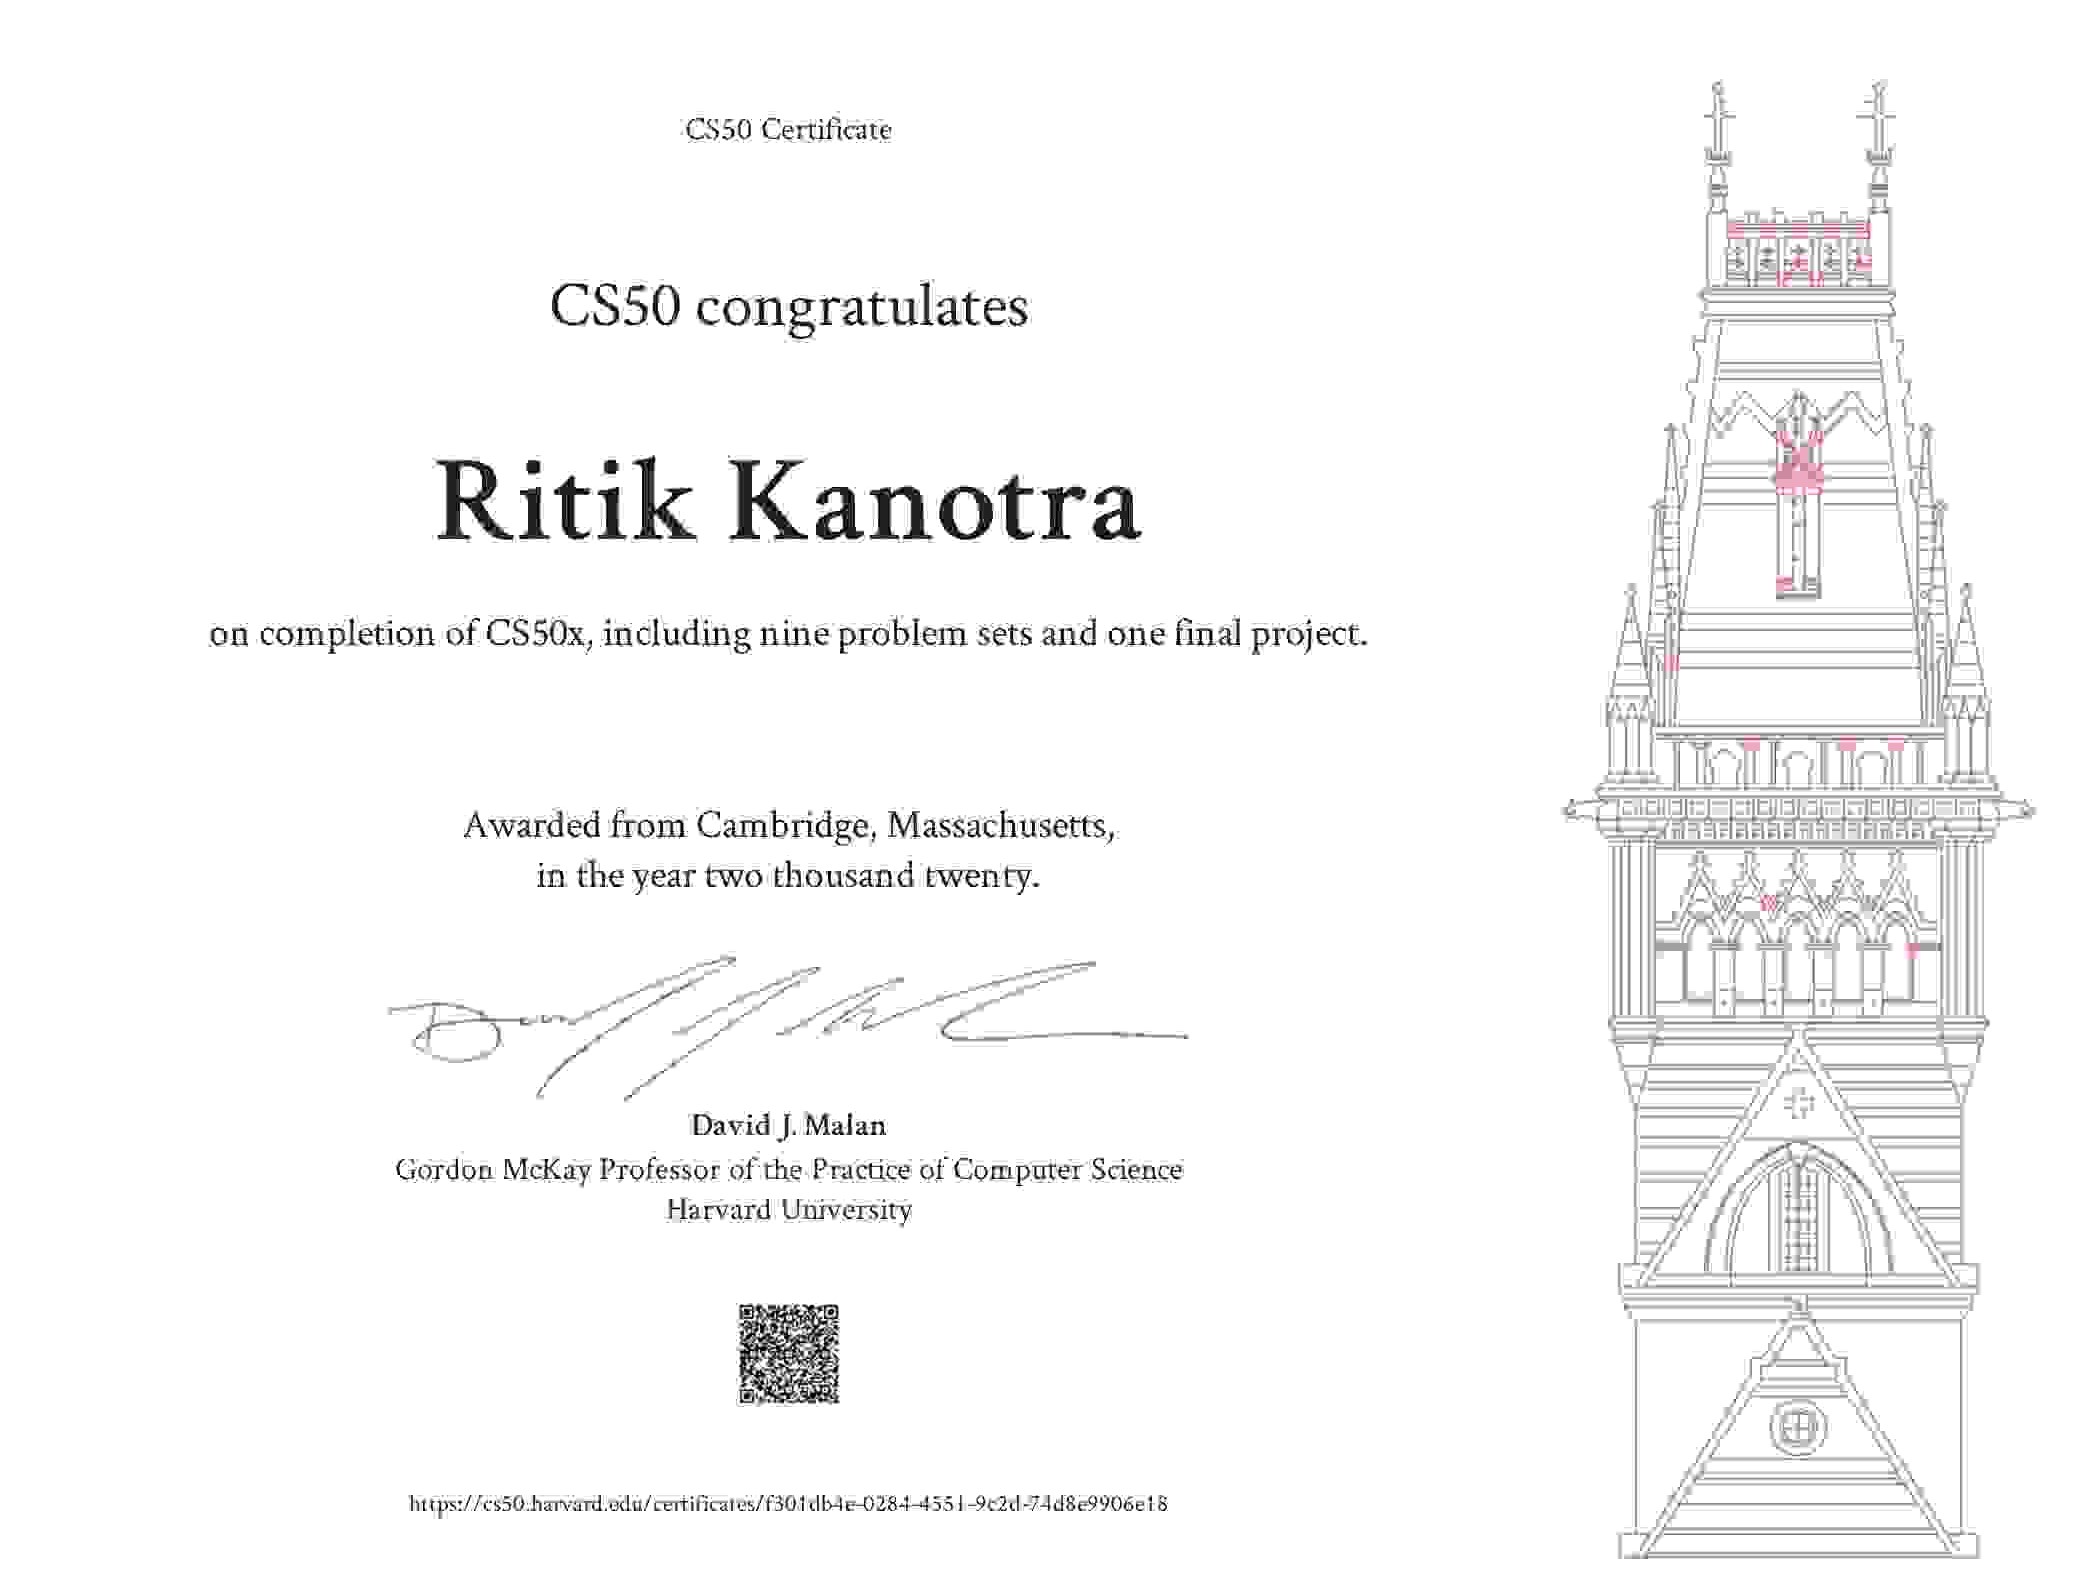 CS50 Certificate
CS50 congratulates
Ritik Kanotra
on completion of CS50x, including nine problem sets and one final project.
Awarded from Cambridge, Massachusetts,
in the year two thousand twenty.
David J. Malan
Gordon McKay Professor of the Practice of Computer Science
Harvard University
https://cs50.harvard.edu/certificates/f301db4e-0284-4551-9c2d-74d8e9906e18